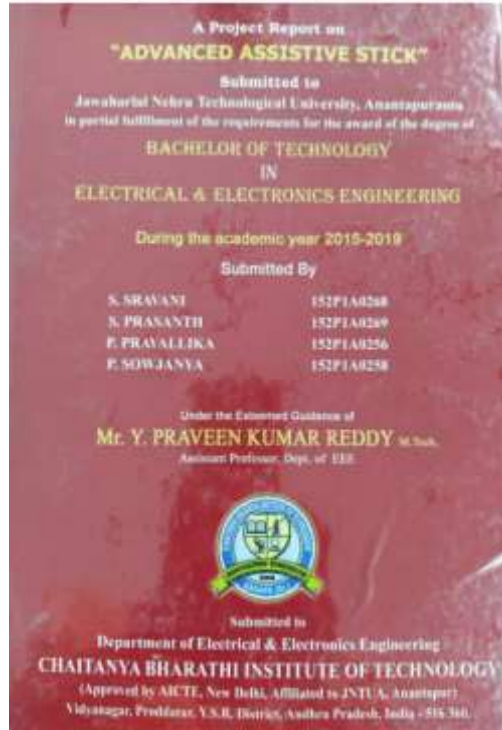 A Project Report on
"ADVANCED ASSISTIVE STICK"
Submitted to
Jawaharlal Nehru Technological University, Anantapuramu
in partial fulfillment of the requirements for the award of the degree of
BACHELOR OF TECHNOLOGY
IN
ELECTRICAL & ELECTRONICS ENGINEERING
During the academic year 2015-2019
Submitted By
S. SRAVANI 152P1A0268
S. PRASANTH 152P1A0269
P. PRAVALLIKA 152P1A0256
P. SOWJANYA 152P1A0258
Under the Esteemed Guidance of
Mr. Y. PRAVEEN KUMAR REDDY M.Tech.
Assistant Professor, Dept. of EEE
Submitted to
Department of Electrical & Electronics Engineering
CHAITANYA BHARATHI INSTITUTE OF TECHNOLOGY
(Approved by AICTE, New Delhi, Affiliated to JNTUA, Anantapur)
Vidyanagar, Proddatur, Y.S.R. District, Andhra Pradesh, India - 516 360.